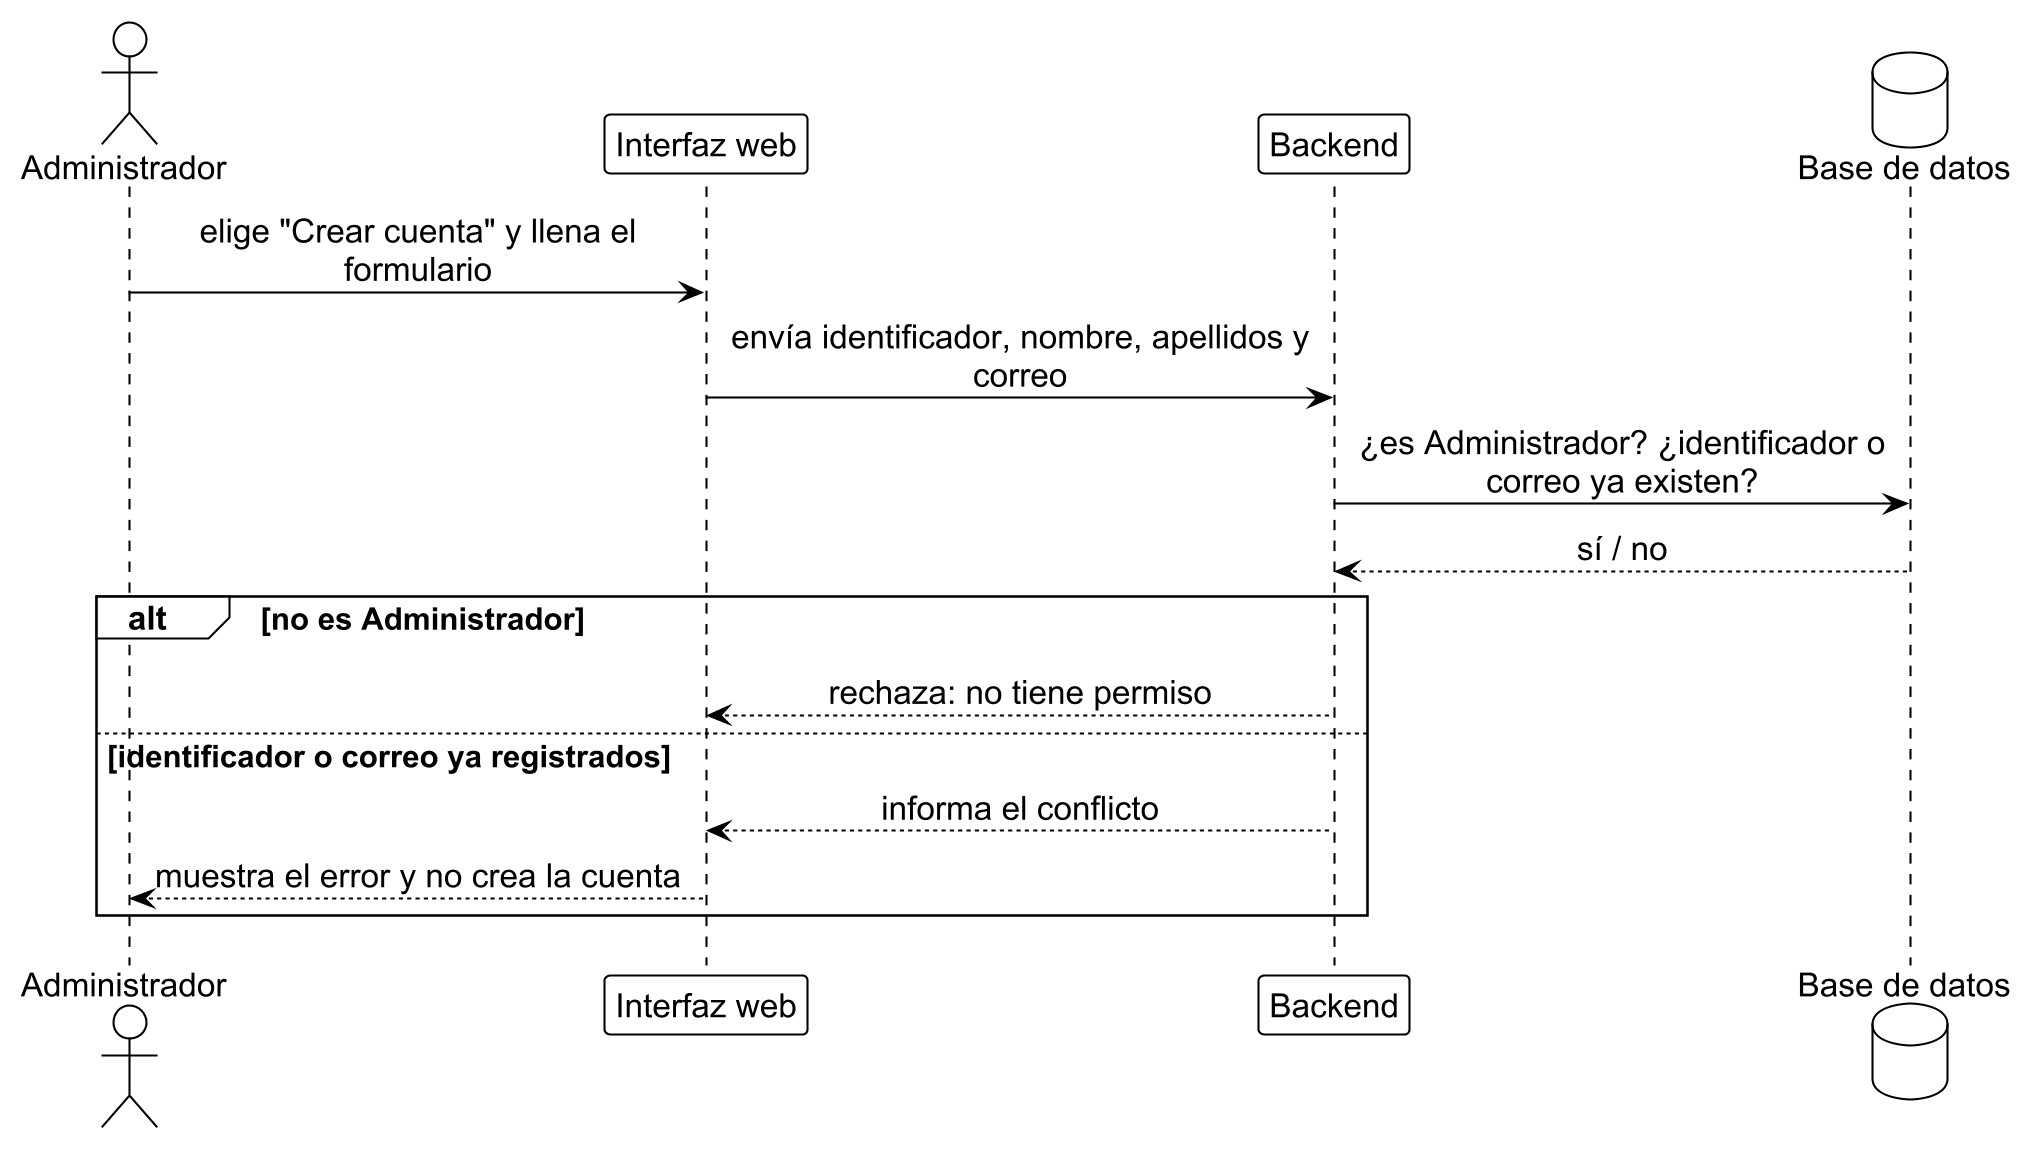 Administrador
Interfaz web
Backend
Base de datos
elige "Crear cuenta" y llena el
formulario
envía identificador, nombre, apellidos y
correo
¿es Administrador? ¿identificador o
correo ya existen?
sí / no
alt [no es Administrador]
rechaza: no tiene permiso
[identificador o correo ya registrados]
informa el conflicto
muestra el error y no crea la cuenta
Administrador
Interfaz web
Backend
Base de datos